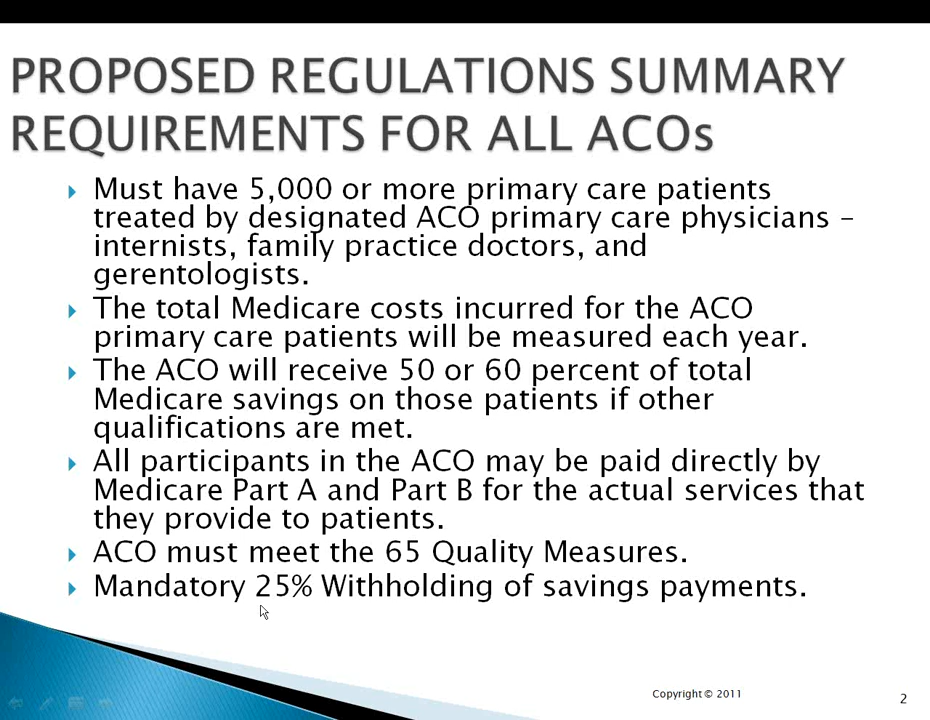 PROPOSED REGULATIONS SUMMARY
REQUIREMENTS FOR ALL ACOs
Must have 5,000 or more primary care patients
treated by designated ACO primary care physicians –
internists, family practice doctors, and
gerentologists.
The total Medicare costs incurred for the ACO
primary care patients will be measured each year.
The ACO will receive 50 or 60 percent of total
Medicare savings on those patients if other
qualifications are met.
All participants in the ACO may be paid directly by
Medicare Part A and Part B for the actual services that
they provide to patients.
ACO must meet the 65 Quality Measures.
Mandatory 25% Withholding of savings payments.
Copyright © 2011
2